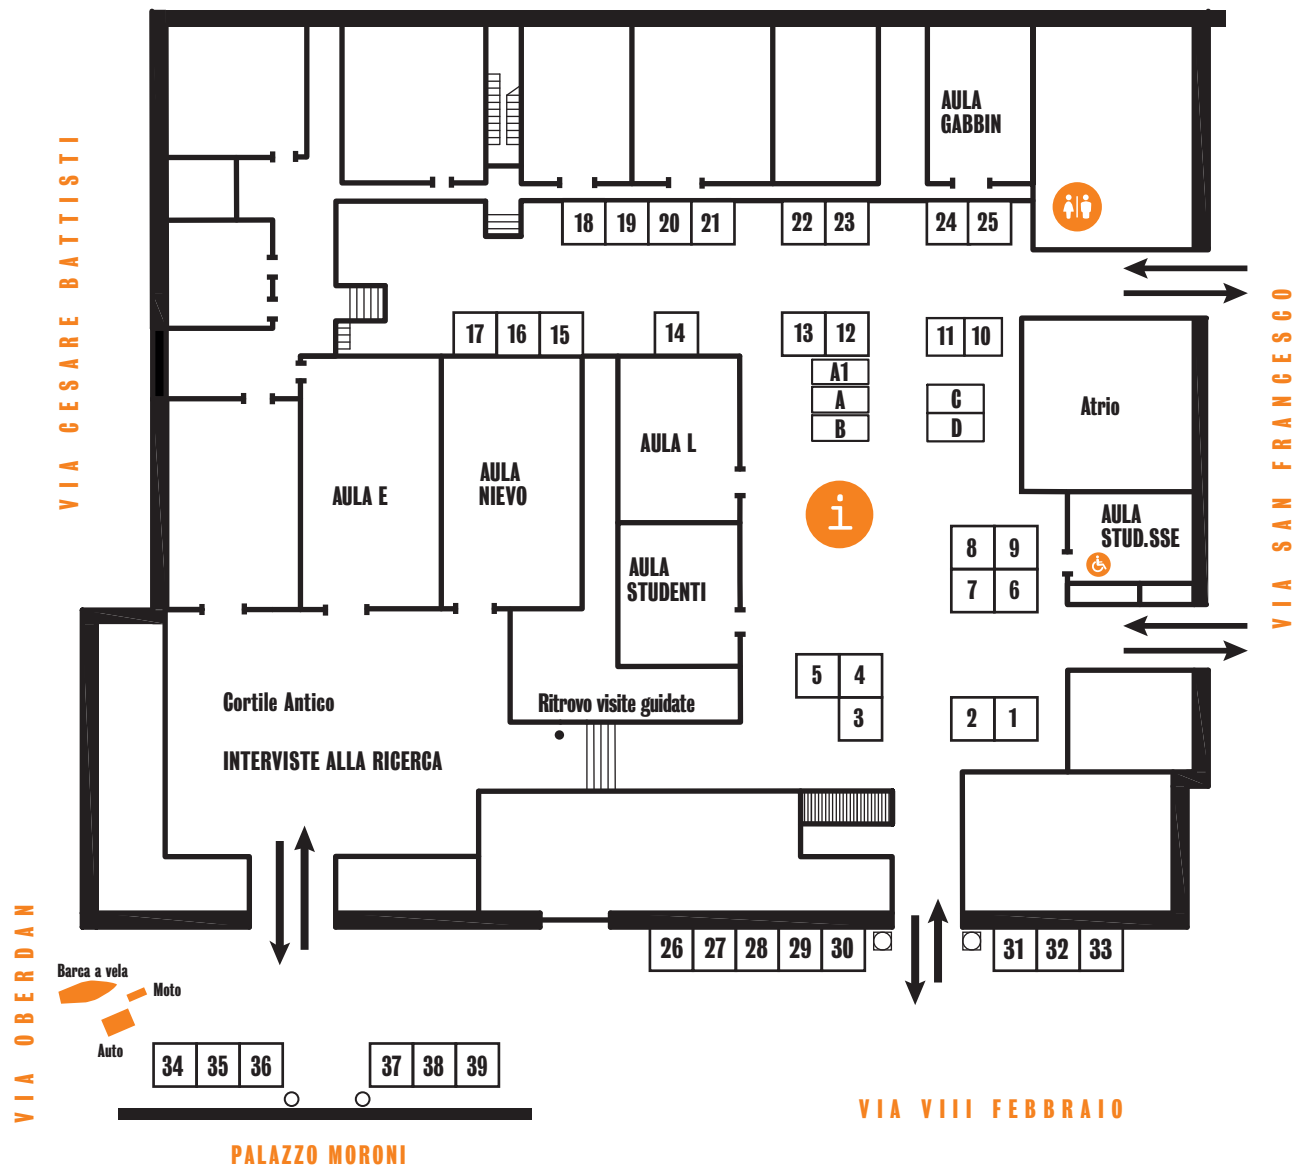 AULA
GABBIN
VIA CESARE BATTISTI
18 19 20 21 22 23 24 25
17 16 15 14 13 12 11 10
A1
A
B
C
D
VIA SAN FRANCESCO
Atrio
AULA L
AULA
NIEVO
AULA E
i
AULA
STUD.SSE
8 9
7 6
AULA
STUDENTI
5 4
3
2 1
Cortile Antico
Ritrovo visite guidate
INTERVISTE ALLA RICERCA
26 27 28 29 30 31 32 33
VIA OBERDAN
Barca a vela
Moto
Auto
34 35 36 37 38 39
VIA VIII FEBBRAIO
PALAZZO MORONI